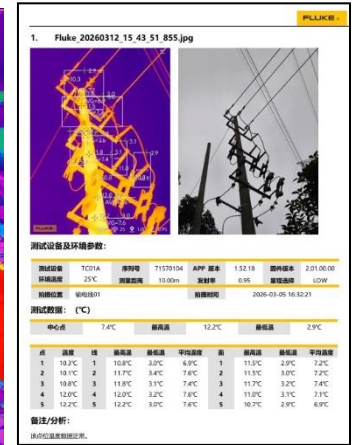 FLUKE
1. Fluke_20260312_15_43_51_855.jpg
FLUKE
测试设备及环境参数:
测试设备 TC01A 序列号 71570104 APP 版本 1.52.18 固件版本 2.01.00.08
环境温度 25℃ 测量距离 10.00m 发射率 0.95 量程选择 LOW
拍摄位置 输电线01 拍摄时间 2026-03-05 16:32:21
测试数据: (℃)
中心点 7.4℃ 最高温 12.2℃ 最低温 2.9℃
点 温度 线 最高温 最低温 平均温度 面 最高温 最低温 平均温度
1 10.3℃ 1 10.8℃ 3.0℃ 6.9℃ 1 11.5℃ 2.9℃ 7.2℃
2 10.1℃ 2 11.7℃ 3.4℃ 7.6℃ 2 11.5℃ 3.0℃ 7.2℃
3 10.8℃ 3 11.8℃ 3.1℃ 7.4℃ 3 11.7℃ 3.2℃ 7.4℃
4 12.0℃ 4 12.0℃ 3.2℃ 7.6℃ 4 11.0℃ 3.1℃ 7.1℃
5 12.2℃ 5 12.2℃ 3.0℃ 7.6℃ 5 10.7℃ 2.9℃ 6.9℃
备注/分析:
该点位温度数据正常。